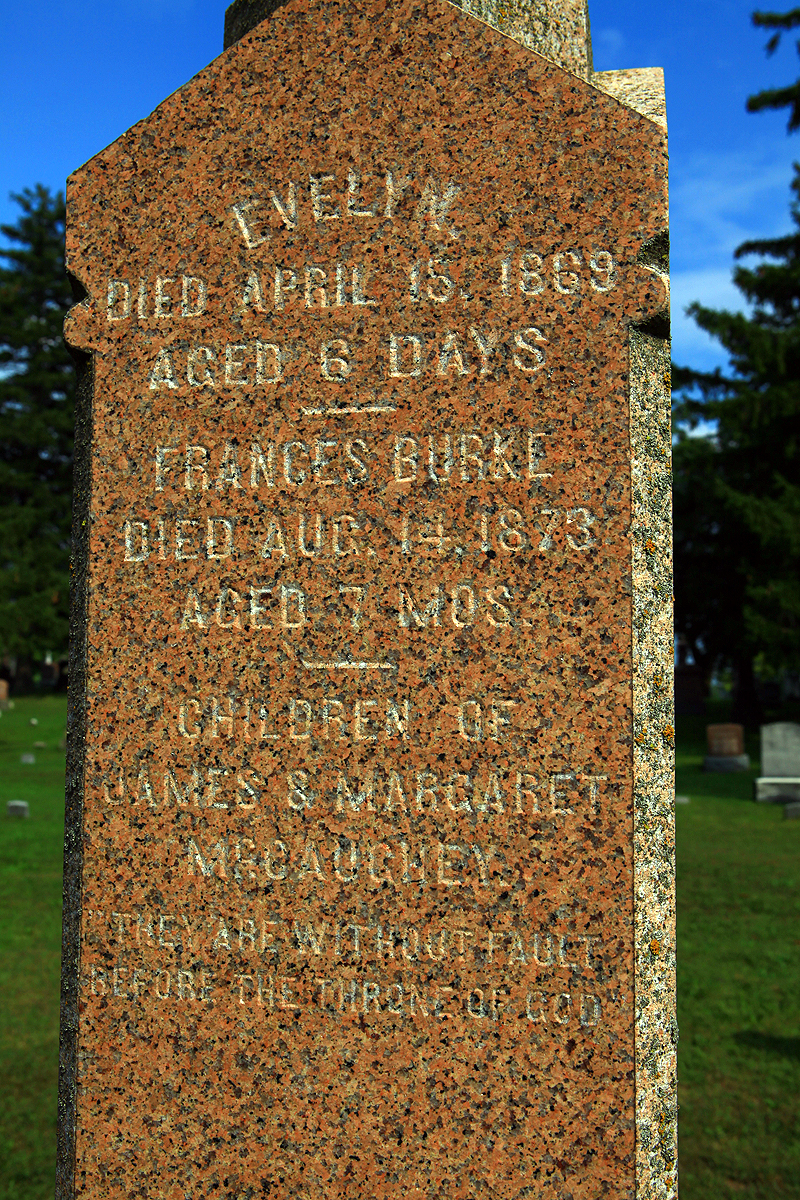 EVELYN
DIED APRIL 15, 1869
AGED 6 DAYS
FRANCES BURKE
DIED AUG. 14, 1873
AGED 7 MOS.
CHILDREN OF
JAMES & MARGARET
McCAUGHEY.
"THEY ARE WITHOUT FAULT
BEFORE THE THRONE OF GOD"